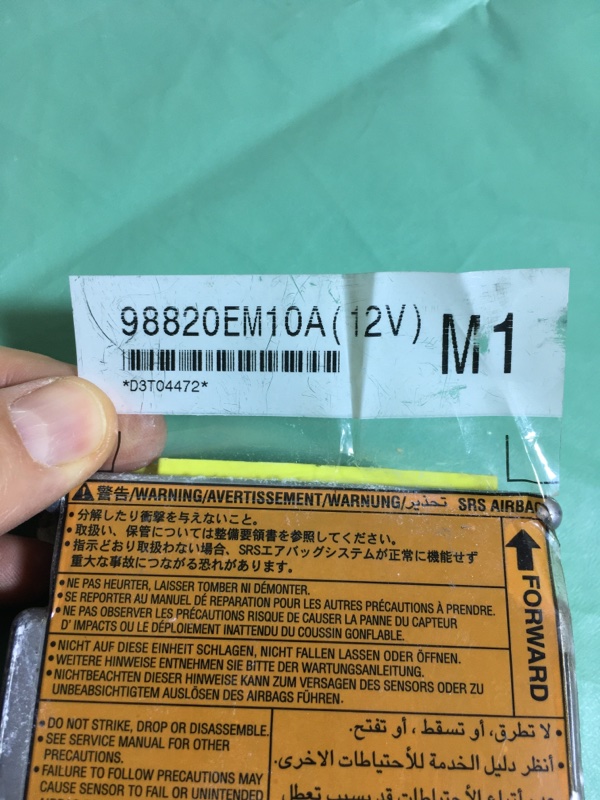 98820EM10A(12V) M1
*D3T04472*
警告/WARNING/AVERTISSEMENT/WARNUNG/تحذير SRS AIRBAG
・分解したり衝撃を与えないこと。
・取扱い、保管については整備要領書を参照してください。
・指示どおり取扱わない場合、SRSエアバッグシステムが正常に機能せず
重大な事故につながる恐れがあります。
• NE PAS HEURTER, LAISSER TOMBER NI DÉMONTER.
• SE REPORTER AU MANUEL DE REPARATION POUR LES AUTRES PRÉCAUTIONS À PRENDRE.
• NE PAS OBSERVER LES PRÉCAUTIONS RISQUE DE CAUSER LA PANNE DU CAPTEUR
D' IMPACTS OU LE DÉPLOIEMENT INATTENDU DU COUSSIN GONFLABLE.
• NICHT AUF DIESE EINHEIT SCHLAGEN, NICHT FALLEN LASSEN ODER ÖFFNEN.
• WEITERE HINWEISE ENTNEHMEN SIE BITTE DER WARTUNGSANLEITUNG.
• NICHTBEACHTEN DIESER HINWEISE KANN ZUM VERSAGEN DES SENSORS ODER ZU
UNBEABSICHTIGTEM AUSLÖSEN DES AIRBAGS FÜHREN.
FORWARD
• DO NOT STRIKE, DROP OR DISASSEMBLE.
• SEE SERVICE MANUAL FOR OTHER
PRECAUTIONS.
• FAILURE TO FOLLOW PRECAUTIONS MAY
CAUSE SENSOR TO FAIL OR UNINTENDED
• لا تطرق، أو تسقط ، أو تفتح.
• أنظر دليل الخدمة للأحتياطات الاخرى.